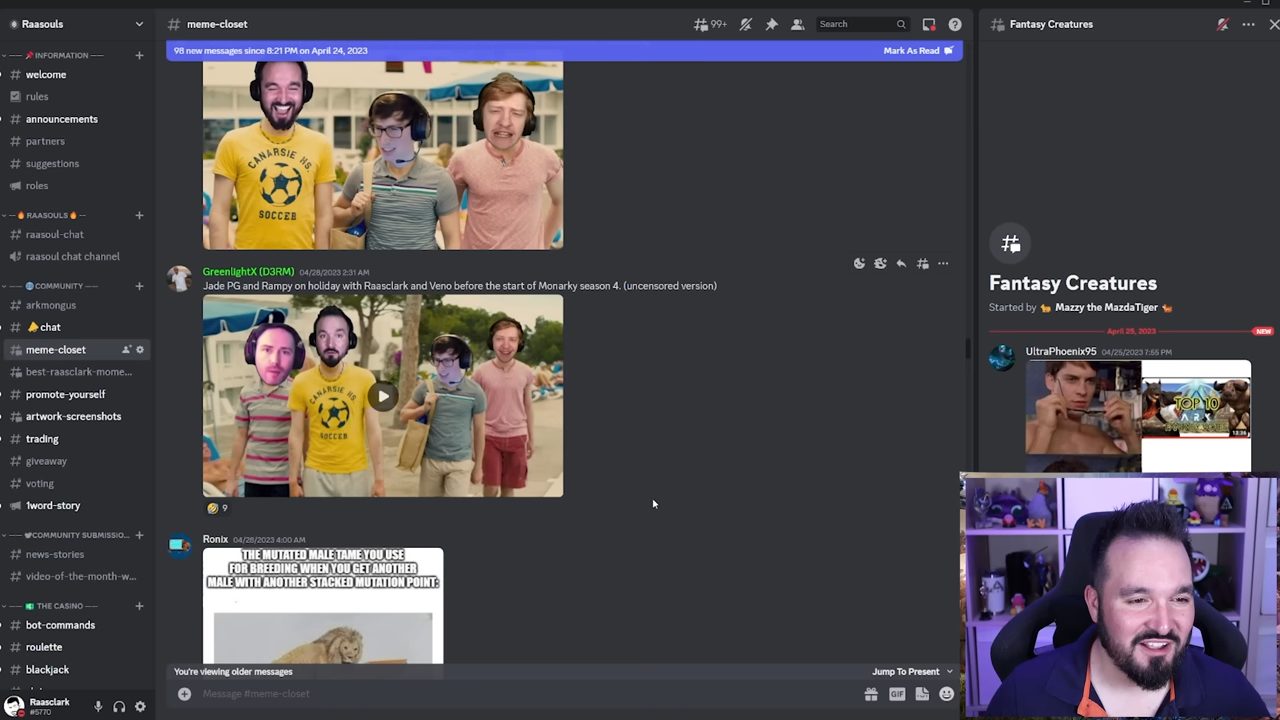 Raasouls
INFORMATION
welcome
rules
announcements
partners
suggestions
roles
RAASOULS
raasoul-chat
raasoul chat channel
COMMUNITY
arkmongus
chat
meme-closet
best-raasclark-mome...
promote-yourself
artwork-screenshots
trading
giveaway
voting
1word-story
COMMUNITY SUBMISSIO...
news-stories
video-of-the-month-w...
THE CASINO
bot-commands
roulette
blackjack
Raasclark
#5770
meme-closet
99+
Search
98 new messages since 8:21 PM on April 24, 2023
Mark As Read
CANARSIE HS.
SOCCER
GreenlightX (D3RM) 04/28/2023 2:31 AM
Jade PG and Rampy on holiday with Raasclark and Veno before the start of Monarky season 4. (uncensored version)
CANARSIE HS.
SOCCER
9
Ronix 04/28/2023 4:00 AM
THE MUTATED MALE TAME YOU USE
FOR BREEDING WHEN YOU GET ANOTHER
MALE WITH ANOTHER STACKED MUTATION POINT:
You're viewing older messages
Jump To Present
Message #meme-closet
GIF
Fantasy Creatures
Fantasy Creatures
Started by Mazzy the MazdaTiger
April 25, 2023
NEW
UltraPhoenix95 04/25/2023 7:55 PM
TOP 10
ARK
13:36